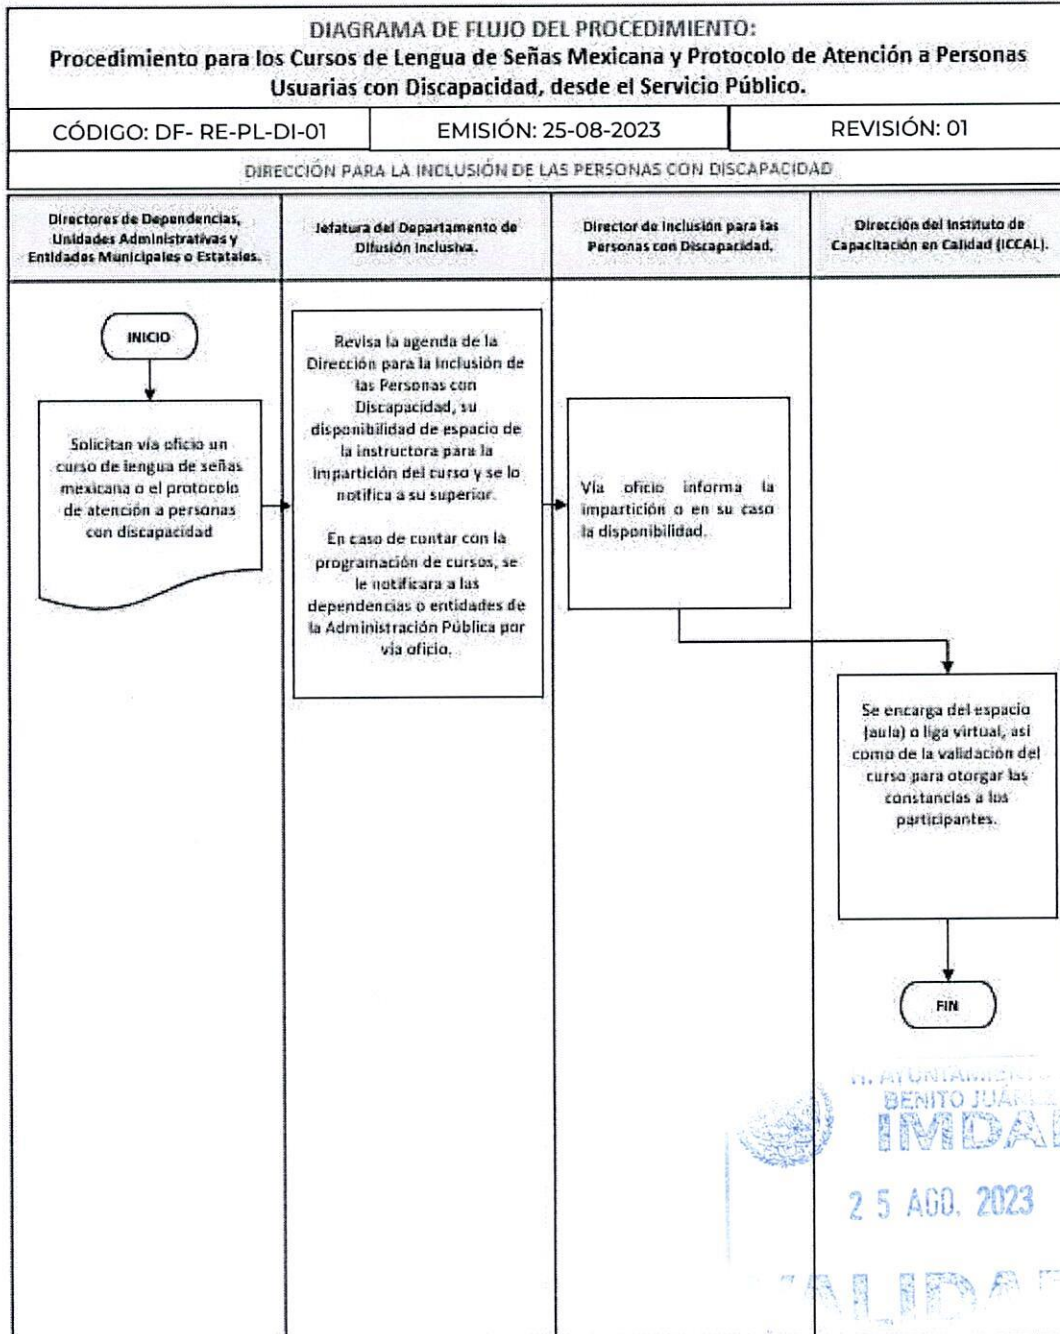 DIAGRAMA DE FLUJO DEL PROCEDIMIENTO:
Procedimiento para los Cursos de Lengua de Señas Mexicana y Protocolo de Atención a Personas
Usuarias con Discapacidad, desde el Servicio Público.
CÓDIGO: DF- RE-PL-DI-01
EMISIÓN: 25-08-2023
REVISIÓN: 01
DIRECCIÓN PARA LA INCLUSIÓN DE LAS PERSONAS CON DISCAPACIDAD
Directores de Dependencias,
Unidades Administrativas y
Entidades Municipales o Estatales.
Jefatura del Departamento de
Difusión Inclusiva.
Director de Inclusión para las
Personas con Discapacidad.
Dirección del Instituto de
Capacitación en Calidad (ICCAL).
INICIO
Solicitan vía oficio un
curso de lengua de señas
mexicana o el protocolo
de atención a personas
con discapacidad
Revisa la agenda de la
Dirección para la Inclusión de
las Personas con
Discapacidad, su
disponibilidad de espacio de
la instructora para la
impartición del curso y se lo
notifica a su superior.
En caso de contar con la
programación de cursos, se
le notificara a las
dependencias o entidades de
la Administración Pública por
vía oficio.
Vía oficio informa la
impartición o en su caso
la disponibilidad.
Se encarga del espacio
(aula) o liga virtual, así
como de la validación del
curso para otorgar las
constancias a los
participantes.
FIN
BENITO JUÁREZ
IMDAI
25 AGO. 2023